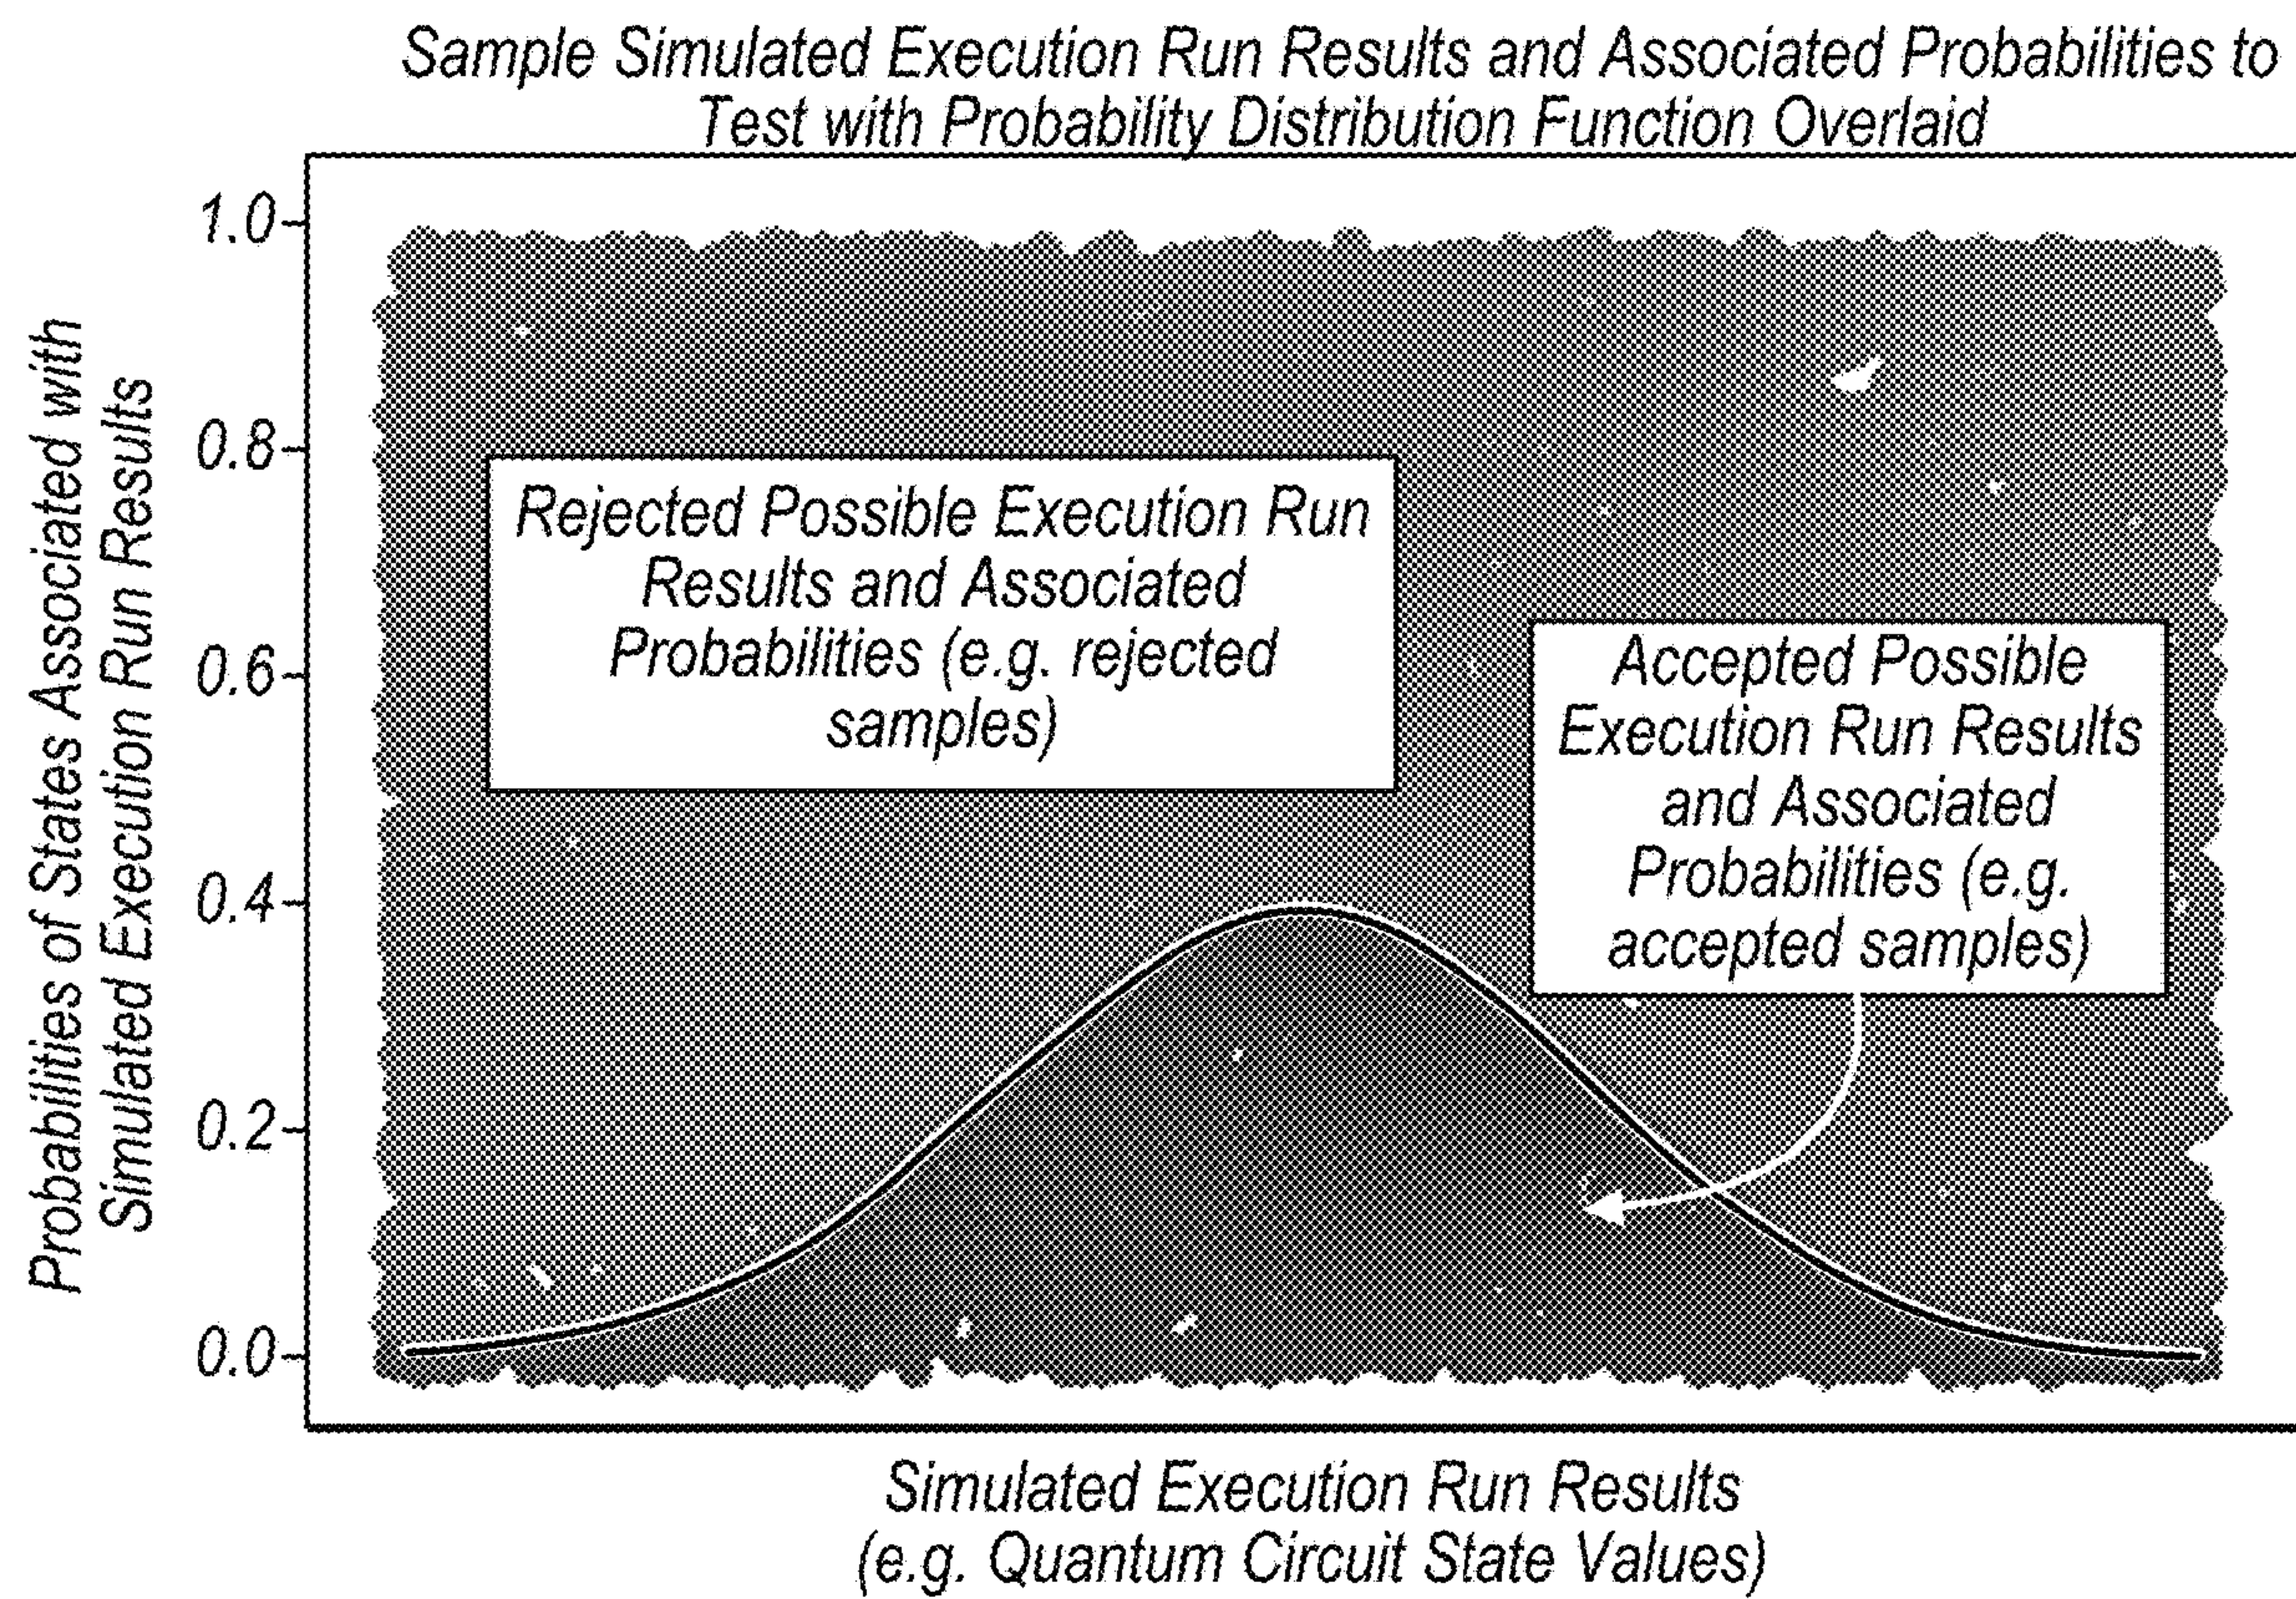 Sample Simulated Execution Run Results and Associated Probabilities to
Test with Probability Distribution Function Overlaid
Probabilities of States Associated with
Simulated Execution Run Results
1.0
0.8
0.6
0.4
0.2
0.0
Rejected Possible Execution Run
Results and Associated
Probabilities (e.g. rejected
samples)
Accepted Possible
Execution Run Results
and Associated
Probabilities (e.g.
accepted samples)
Simulated Execution Run Results
(e.g. Quantum Circuit State Values)